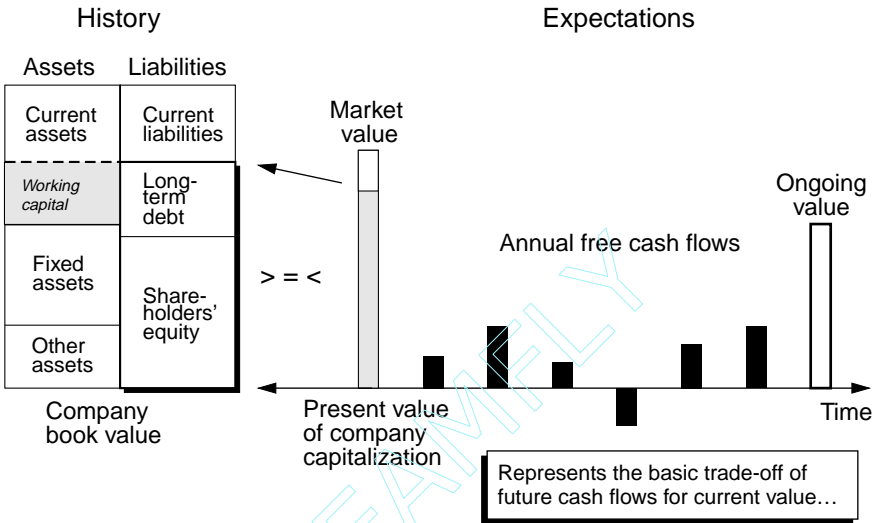 History
Expectations
Assets
Liabilities
Current
assets
Current
liabilities
Working
capital
Long-
term
debt
Fixed
assets
Share-
holders'
equity
Other
assets
Company
book value
> = <
Market
value
Present value
of company
capitalization
Annual free cash flows
Ongoing
value
Time
Represents the basic trade-off of
future cash flows for current value…
TEAMFLY